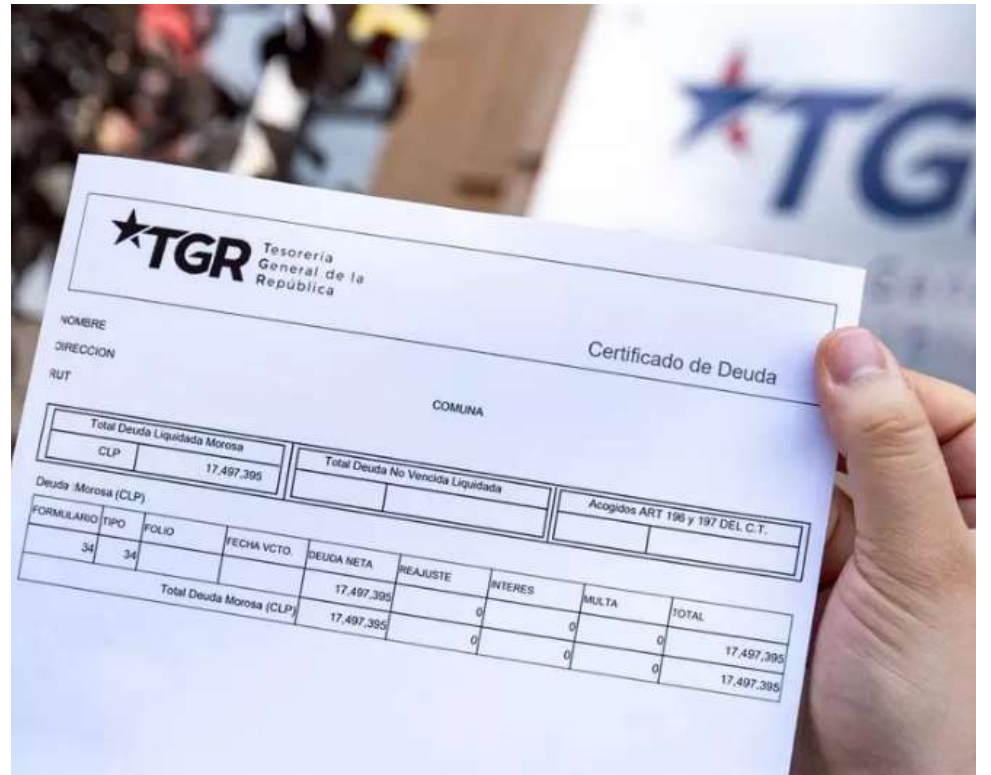 TG
TGR Tesorería
General de la
República
Certificado de Deuda
NOMBRE
DIRECCION
RUT
COMUNA
Total Deuda Liquidada Morosa
CLP 17,497,395
Total Deuda No Vencida Liquidada
Acogidos ART 196 y 197 DEL C.T.
Deuda :Morosa (CLP)
FORMULARIO TIPO FOLIO FECHA VCTO. DEUDA NETA REAJUSTE INTERES MULTA TOTAL
34 34 17,497,395 0 0 0 17,497,395
Total Deuda Morosa (CLP) 17,497,395 0 0 0 17,497,395